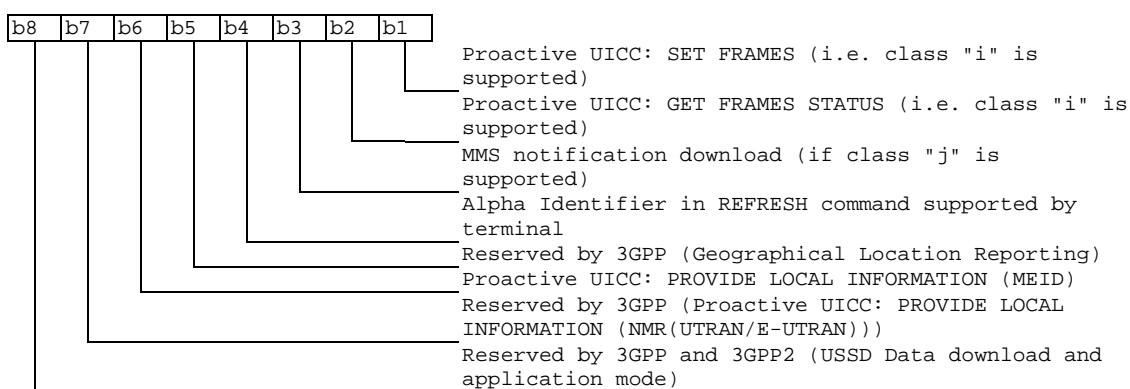 b8 b7 b6 b5 b4 b3 b2 b1
Proactive UICC: SET FRAMES (i.e. class "i" is
supported)
Proactive UICC: GET FRAMES STATUS (i.e. class "i" is
supported)
MMS notification download (if class "j" is
supported)
Alpha Identifier in REFRESH command supported by
terminal
Reserved by 3GPP (Geographical Location Reporting)
Proactive UICC: PROVIDE LOCAL INFORMATION (MEID)
Reserved by 3GPP (Proactive UICC: PROVIDE LOCAL
INFORMATION (NMR(UTRAN/E-UTRAN)))
Reserved by 3GPP and 3GPP2 (USSD Data download and
application mode)